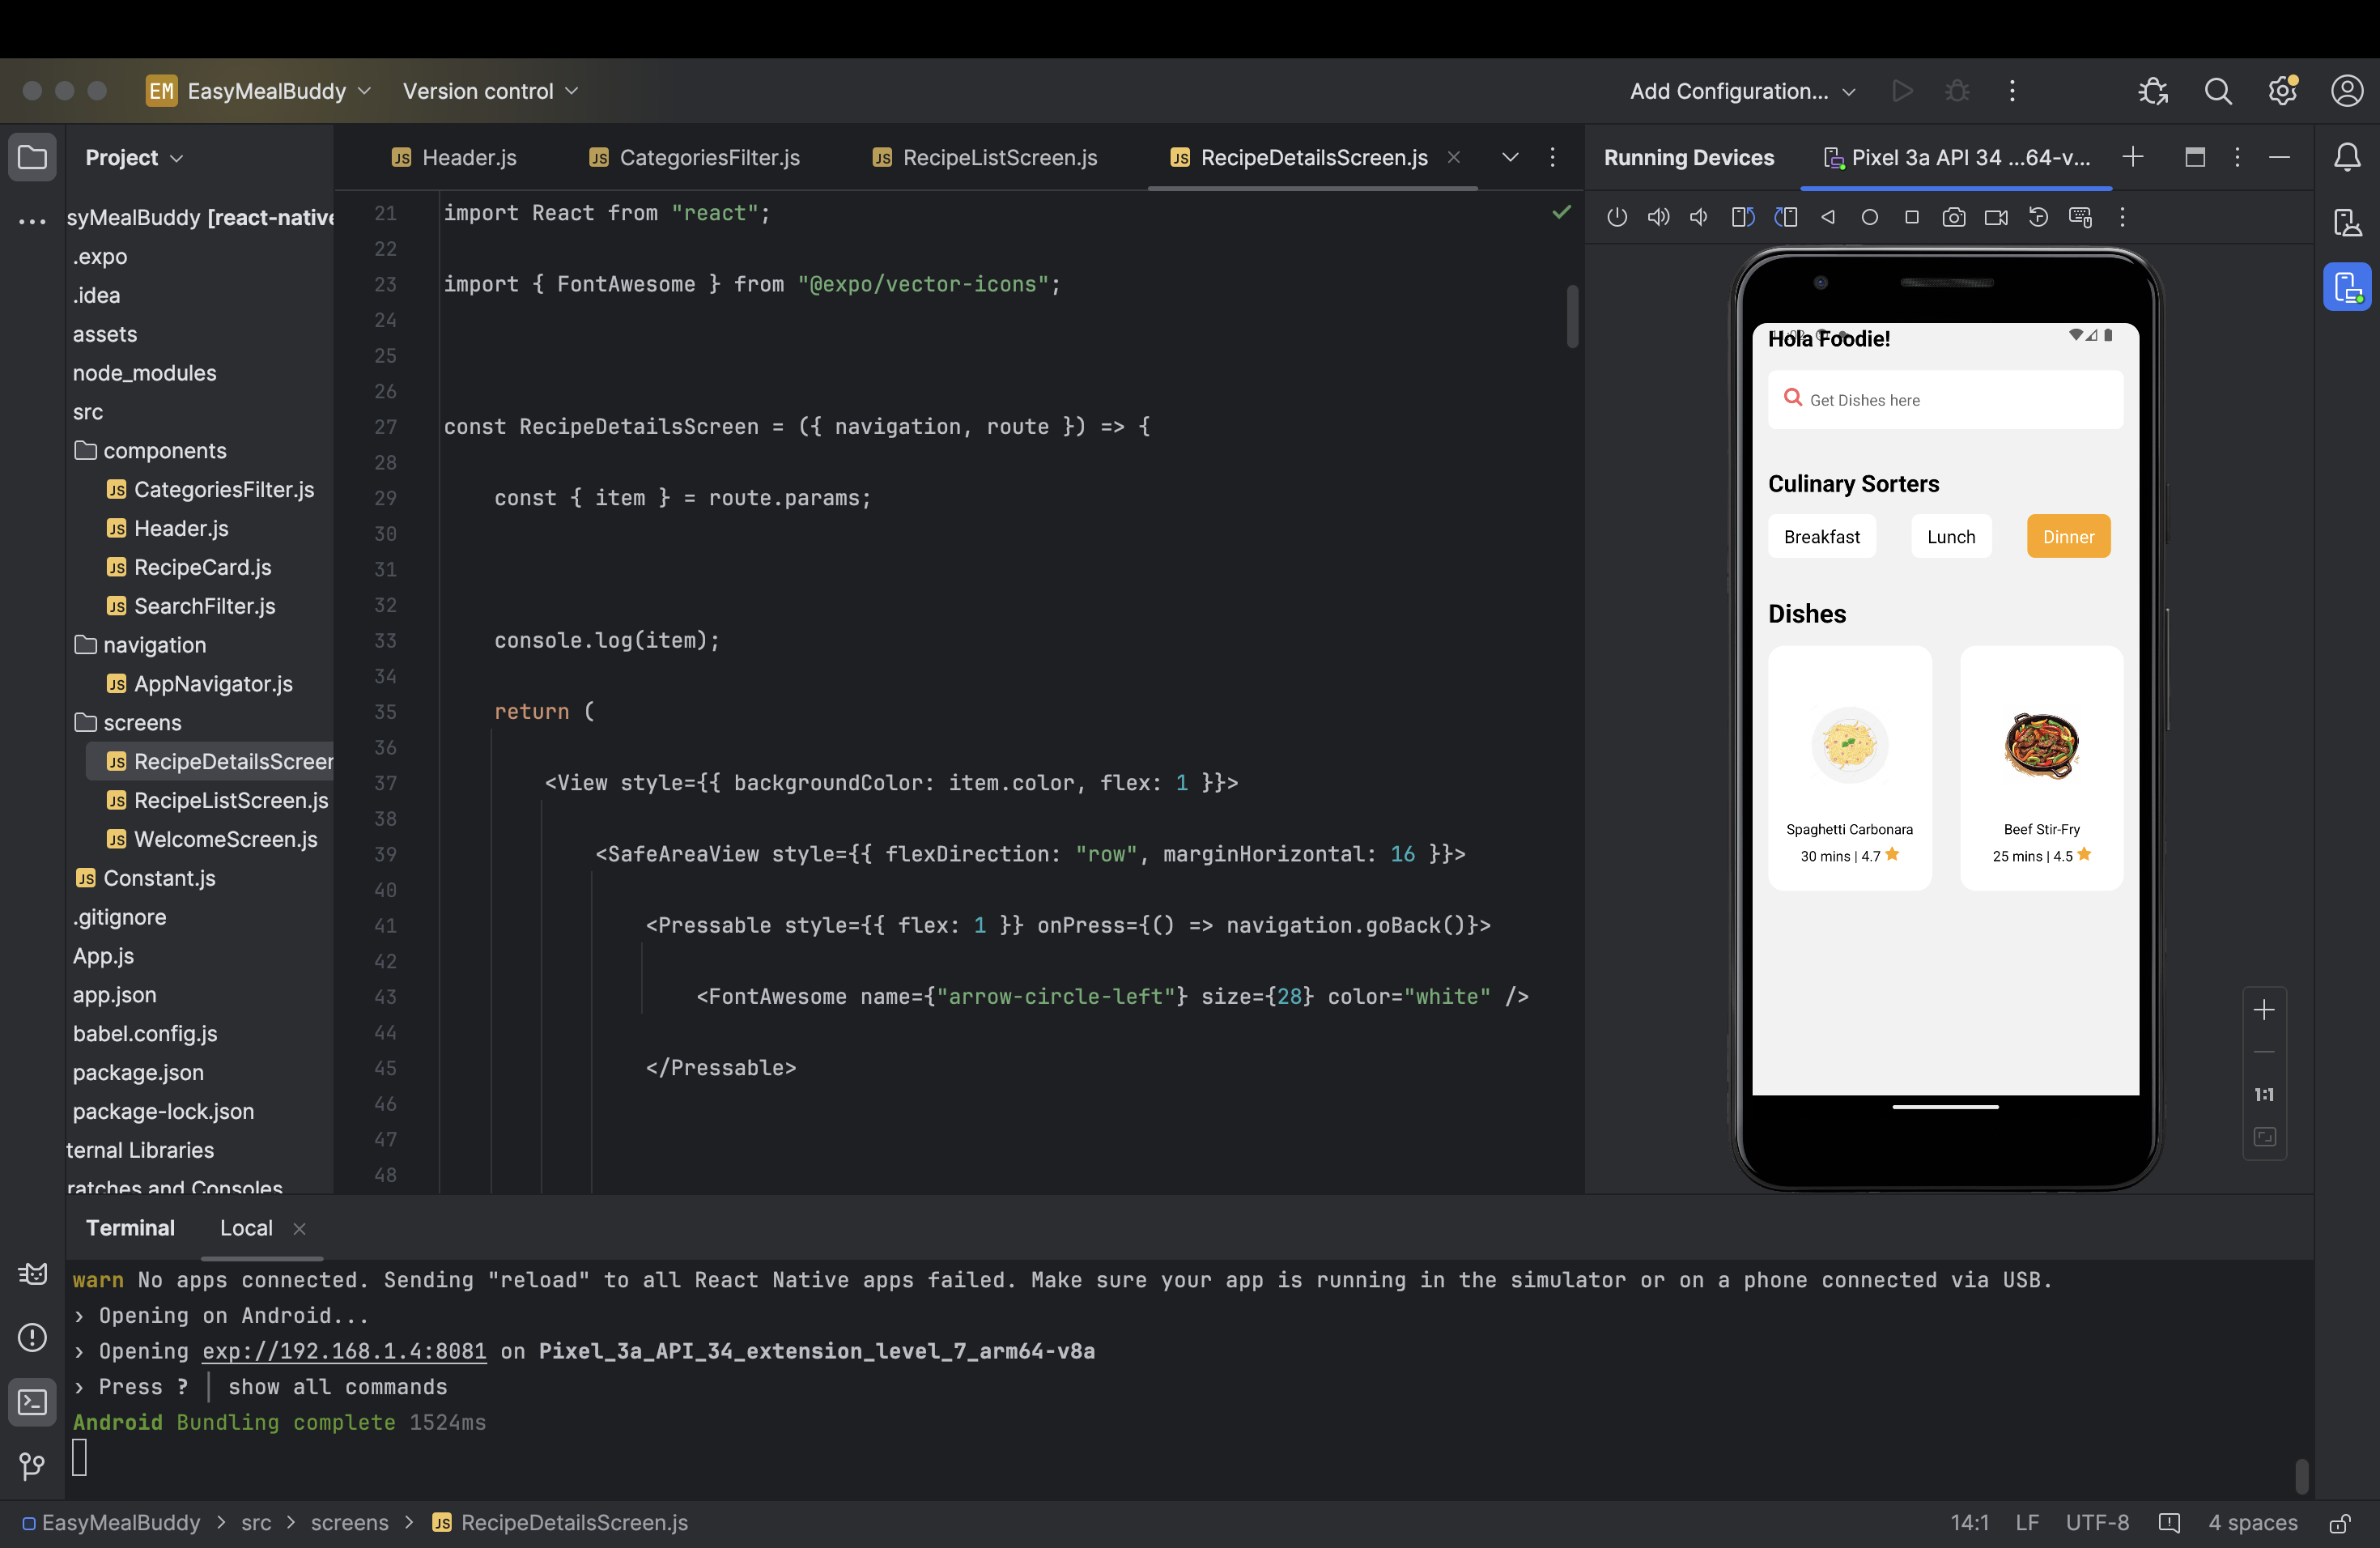 EM EasyMealBuddy Version control Add Configuration...
Project
Header.js CategoriesFilter.js RecipeListScreen.js RecipeDetailsScreen.js
Running Devices Pixel 3a API 34 ...64-v...
syMealBuddy [react-native
.expo
.idea
assets
node_modules
src
components
JS CategoriesFilter.js
JS Header.js
JS RecipeCard.js
JS SearchFilter.js
navigation
JS AppNavigator.js
screens
JS RecipeDetailsScreen
JS RecipeListScreen.js
JS WelcomeScreen.js
JS Constant.js
.gitignore
App.js
app.json
babel.config.js
package.json
package-lock.json
ternal Libraries
ratches and Consoles
21 import React from "react";
22
23 import { FontAwesome } from "@expo/vector-icons";
24
25
26
27 const RecipeDetailsScreen = ({ navigation, route }) => {
28
29 const { item } = route.params;
30
31
32
33 console.log(item);
34
35 return (
36
37 <View style={{ backgroundColor: item.color, flex: 1 }}>
38
39 <SafeAreaView style={{ flexDirection: "row", marginHorizontal: 16 }}>
40
41 <Pressable style={{ flex: 1 }} onPress={() => navigation.goBack()}>
42
43 <FontAwesome name={"arrow-circle-left"} size={28} color="white" />
44
45 </Pressable>
46
47
48
Hola Foodie!
Get Dishes here
Culinary Sorters
Breakfast Lunch Dinner
Dishes
Spaghetti Carbonara
30 mins | 4.7
Beef Stir-Fry
25 mins | 4.5
1:1
Terminal Local
warn No apps connected. Sending "reload" to all React Native apps failed. Make sure your app is running in the simulator or on a phone connected via USB.
› Opening on Android...
› Opening exp://192.168.1.4:8081 on Pixel_3a_API_34_extension_level_7_arm64-v8a
› Press ? │ show all commands
Android Bundling complete 1524ms
EasyMealBuddy > src > screens > JS RecipeDetailsScreen.js
14:1 LF UTF-8 4 spaces